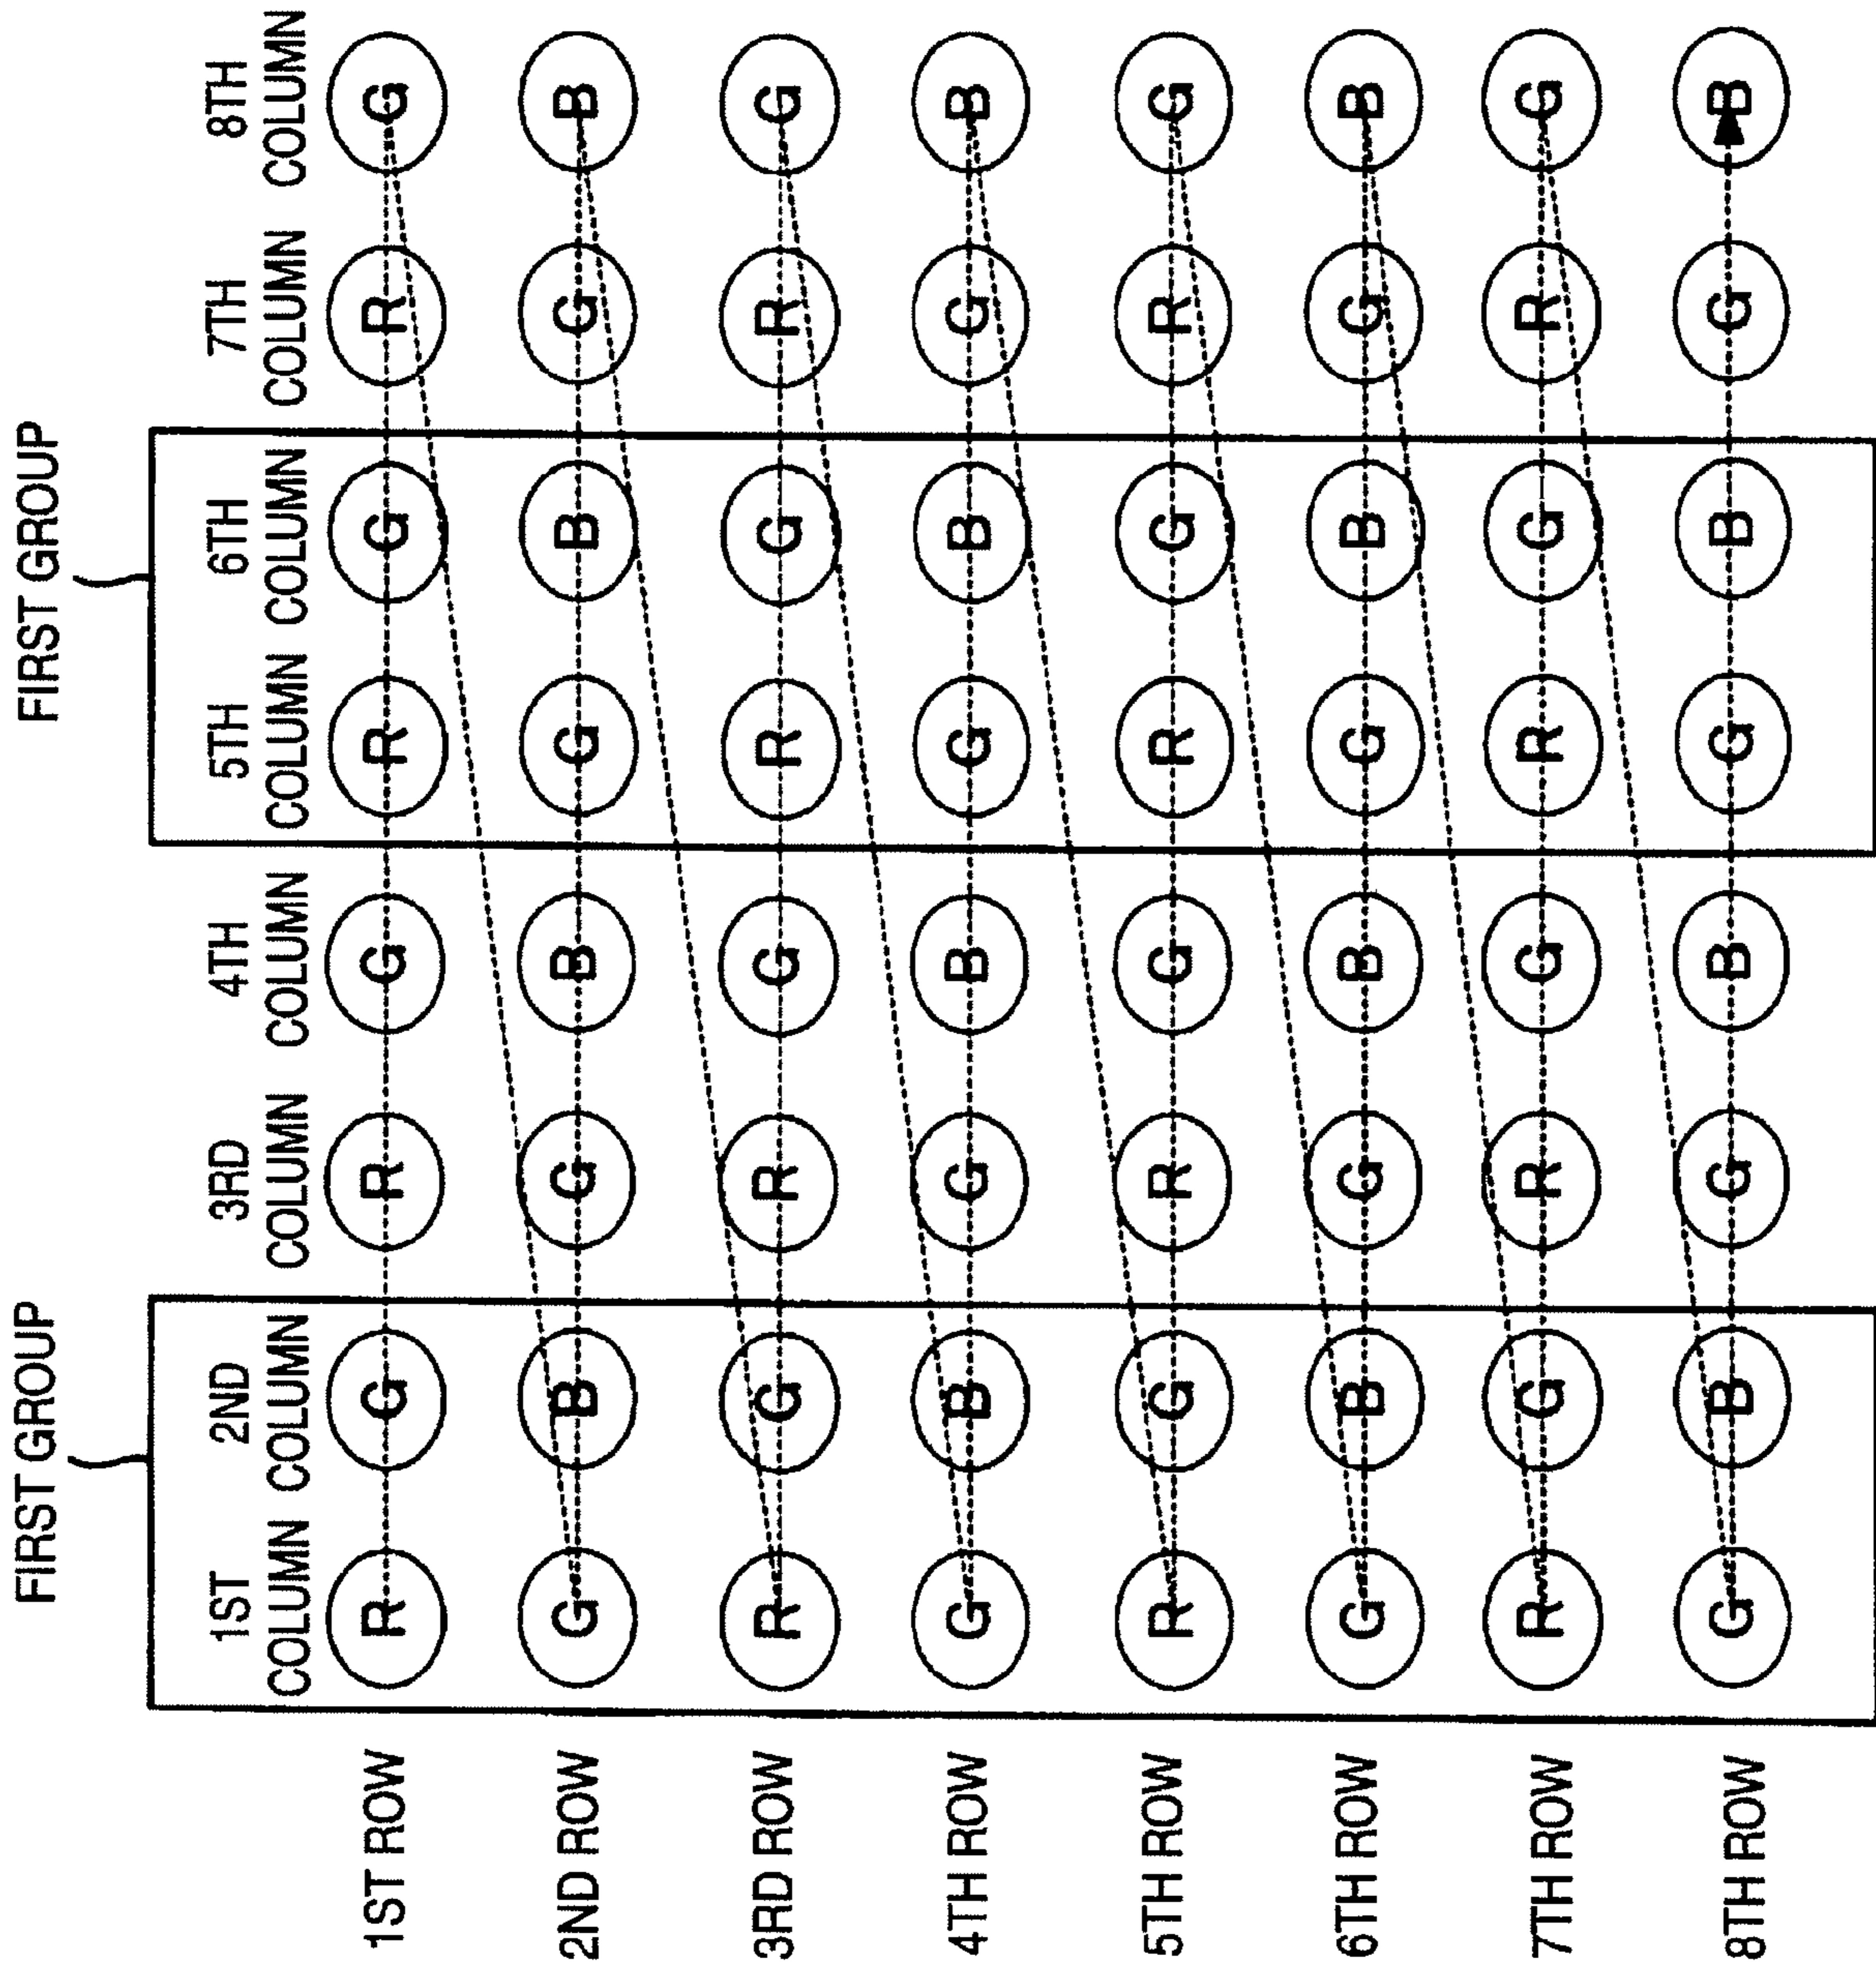 FIRST GROUP FIRST GROUP
1ST 2ND 3RD 4TH 5TH 6TH 7TH 8TH
COLUMN COLUMN COLUMN COLUMN COLUMN COLUMN COLUMN COLUMN
1ST ROW R G R G R G R G
2ND ROW G B G B G B G B
3RD ROW R G R G R G R G
4TH ROW G B G B G B G B
5TH ROW R G R G R G R G
6TH ROW G B G B G B G B
7TH ROW R G R G R G R G
8TH ROW G B G B G B G B